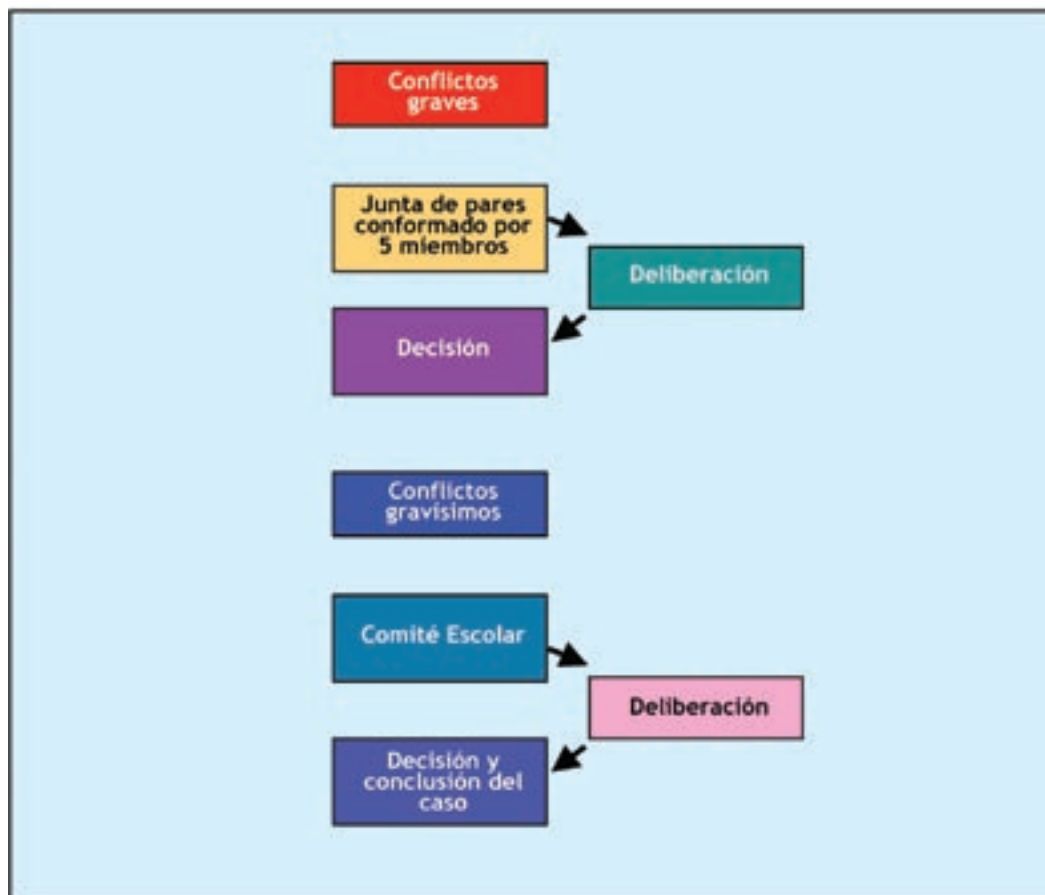 Conflictos
graves
Junta de pares
conformado por
5 miembros
Deliberación
Decisión
Conflictos
gravísimos
Comité Escolar
Deliberación
Decisión y
conclusión del
caso